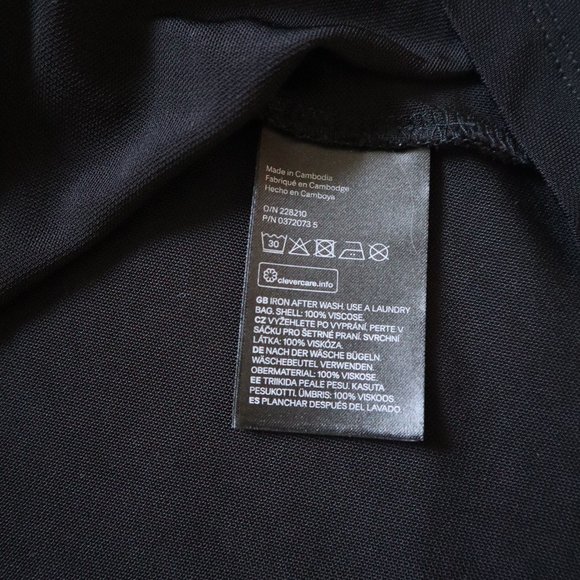 Made in Cambodia
Fabriqué en Cambodge
Hecho en Camboya
O/N 228210
P/N 0372073 5
30
clevercare.info
GB IRON AFTER WASH. USE A LAUNDRY
BAG. SHELL: 100% VISCOSE.
CZ VYŽEHLETE PO VYPRÁNÍ, PERTE V
SÁČKU PRO ŠETRNÉ PRANÍ. SVRCHNÍ
LÁTKA: 100% VISKÓZA.
DE NACH DER WÄSCHE BÜGELN.
WÄSCHEBEUTEL VERWENDEN.
OBERMATERIAL: 100% VISKOSE.
EE TRIIKIDA PEALE PESU. KASUTA
PESUKOTTI. ÜMBRIS: 100% VISKOOS.
ES PLANCHAR DESPUÉS DEL LAVADO.